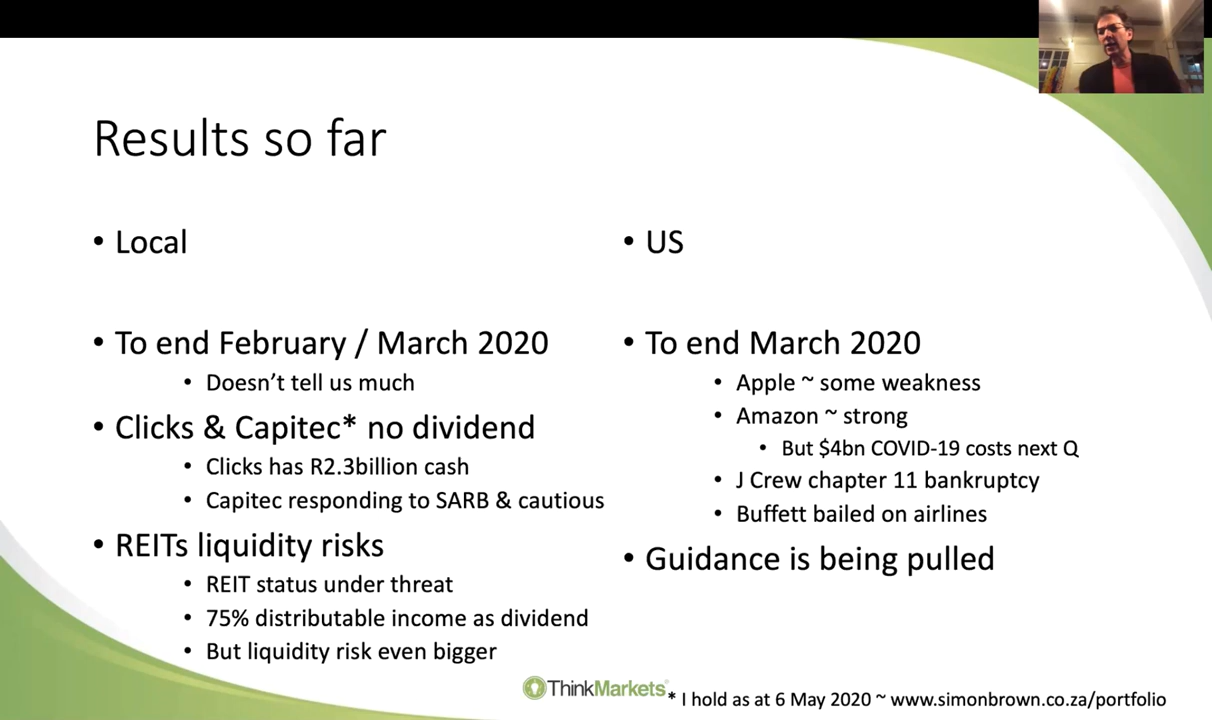 Results so far
• Local
• To end February / March 2020
• Doesn't tell us much
• Clicks & Capitec* no dividend
• Clicks has R2.3billion cash
• Capitec responding to SARB & cautious
• REITs liquidity risks
• REIT status under threat
• 75% distributable income as dividend
• But liquidity risk even bigger
• US
• To end March 2020
• Apple ~ some weakness
• Amazon ~ strong
• But $4bn COVID-19 costs next Q
• J Crew chapter 11 bankruptcy
• Buffett bailed on airlines
• Guidance is being pulled
ThinkMarkets
* I hold as at 6 May 2020 ~ www.simonbrown.co.za/portfolio